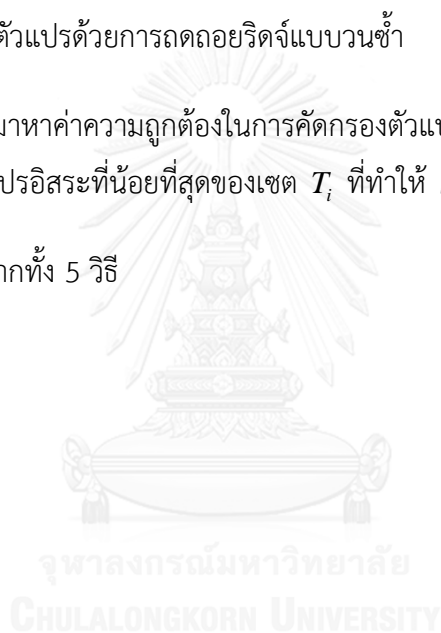 ตัวแปรด้วยการถดถอยริดจ์แบบวนซ้ำ
มาหาค่าความถูกต้องในการคัดกรองตัวแป
ปรอิสระที่น้อยที่สุดของเซต T_i ที่ทำให้
ากทั้ง 5 วิธี
จุฬาลงกรณ์มหาวิทยาลัย
CHULALONGKORN UNIVERSITY